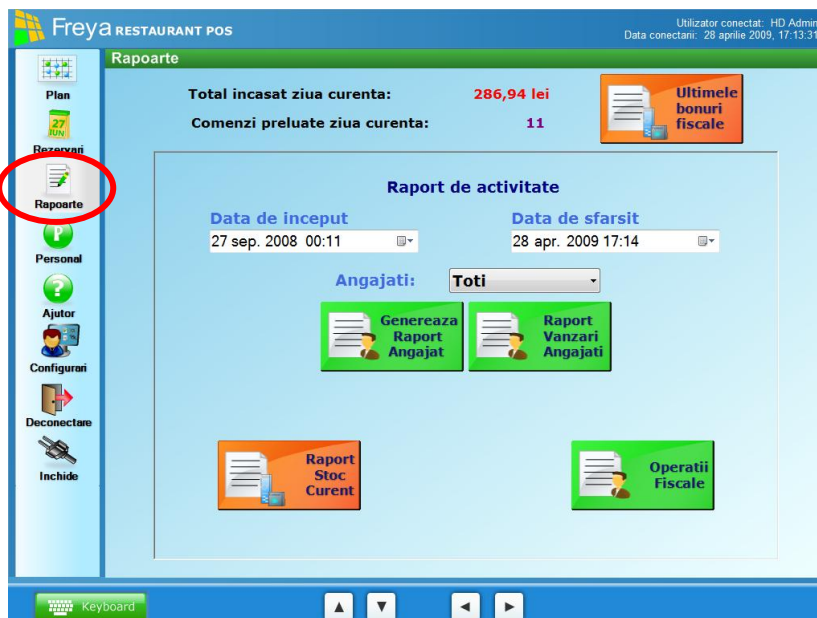 Freya RESTAURANT POS
Utilizator conectat: HD Admin
Data conectarii: 28 aprilie 2009, 17:13:31
Rapoarte
Plan
27
IUN
Rezervari
Rapoarte
Personal
Ajutor
Configurari
Deconectare
Inchide
Total incasat ziua curenta: 286,94 lei
Comenzi preluate ziua curenta: 11
Ultimele
bonuri
fiscale
Raport de activitate
Data de inceput
Data de sfarsit
27 sep. 2008 00:11
28 apr. 2009 17:14
Angajati: Toti
Genereaza
Raport
Angajat
Raport
Vanzari
Angajati
Raport
Stoc
Curent
Operatii
Fiscale
Keyboard